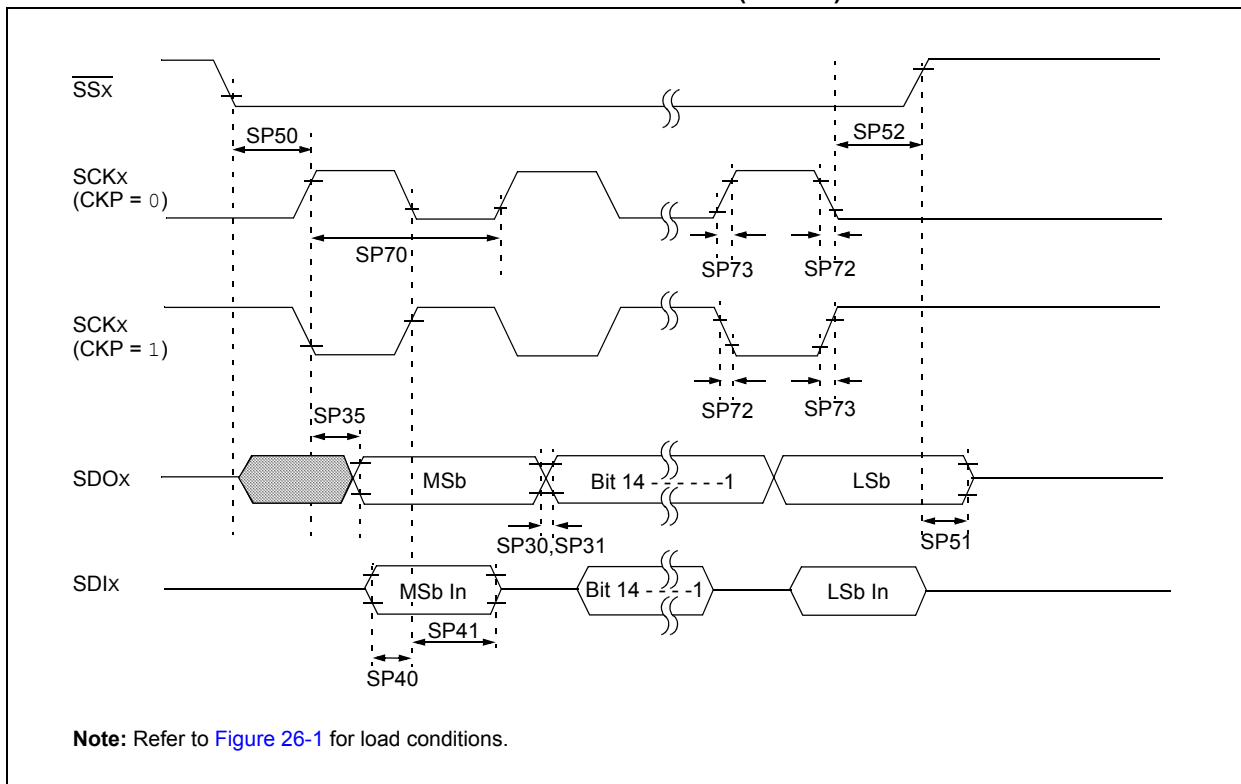 SSx
SP50
SP52
SCKx
(CKP = 0)
SP70
SP73
SP72
SCKx
(CKP = 1)
SP72
SP73
SP35
SDOx
MSb
Bit 14 - - - - - - -1
LSb
SP30,SP31
SP51
SDIx
MSb In
Bit 14 - - - -1
LSb In
SP41
SP40
Note: Refer to Figure 26-1 for load conditions.